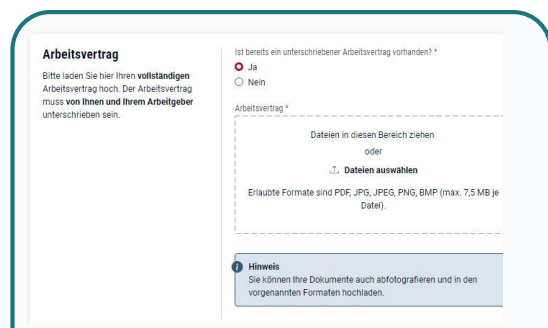 Arbeitsvertrag
Bitte laden Sie hier Ihren vollständigen
Arbeitsvertrag hoch. Der Arbeitsvertrag
muss von Ihnen und Ihrem Arbeitgeber
unterschrieben sein.
Ist bereits ein unterschriebener Arbeitsvertrag vorhanden? *
Ja
Nein
Arbeitsvertrag *
Dateien in diesen Bereich ziehen
oder
Dateien auswählen
Erlaubte Formate sind PDF, JPG, JPEG, PNG, BMP (max. 7,5 MB je
Datei).
i Hinweis
Sie können Ihre Dokumente auch abfotografieren und in den
vorgenannten Formaten hochladen.